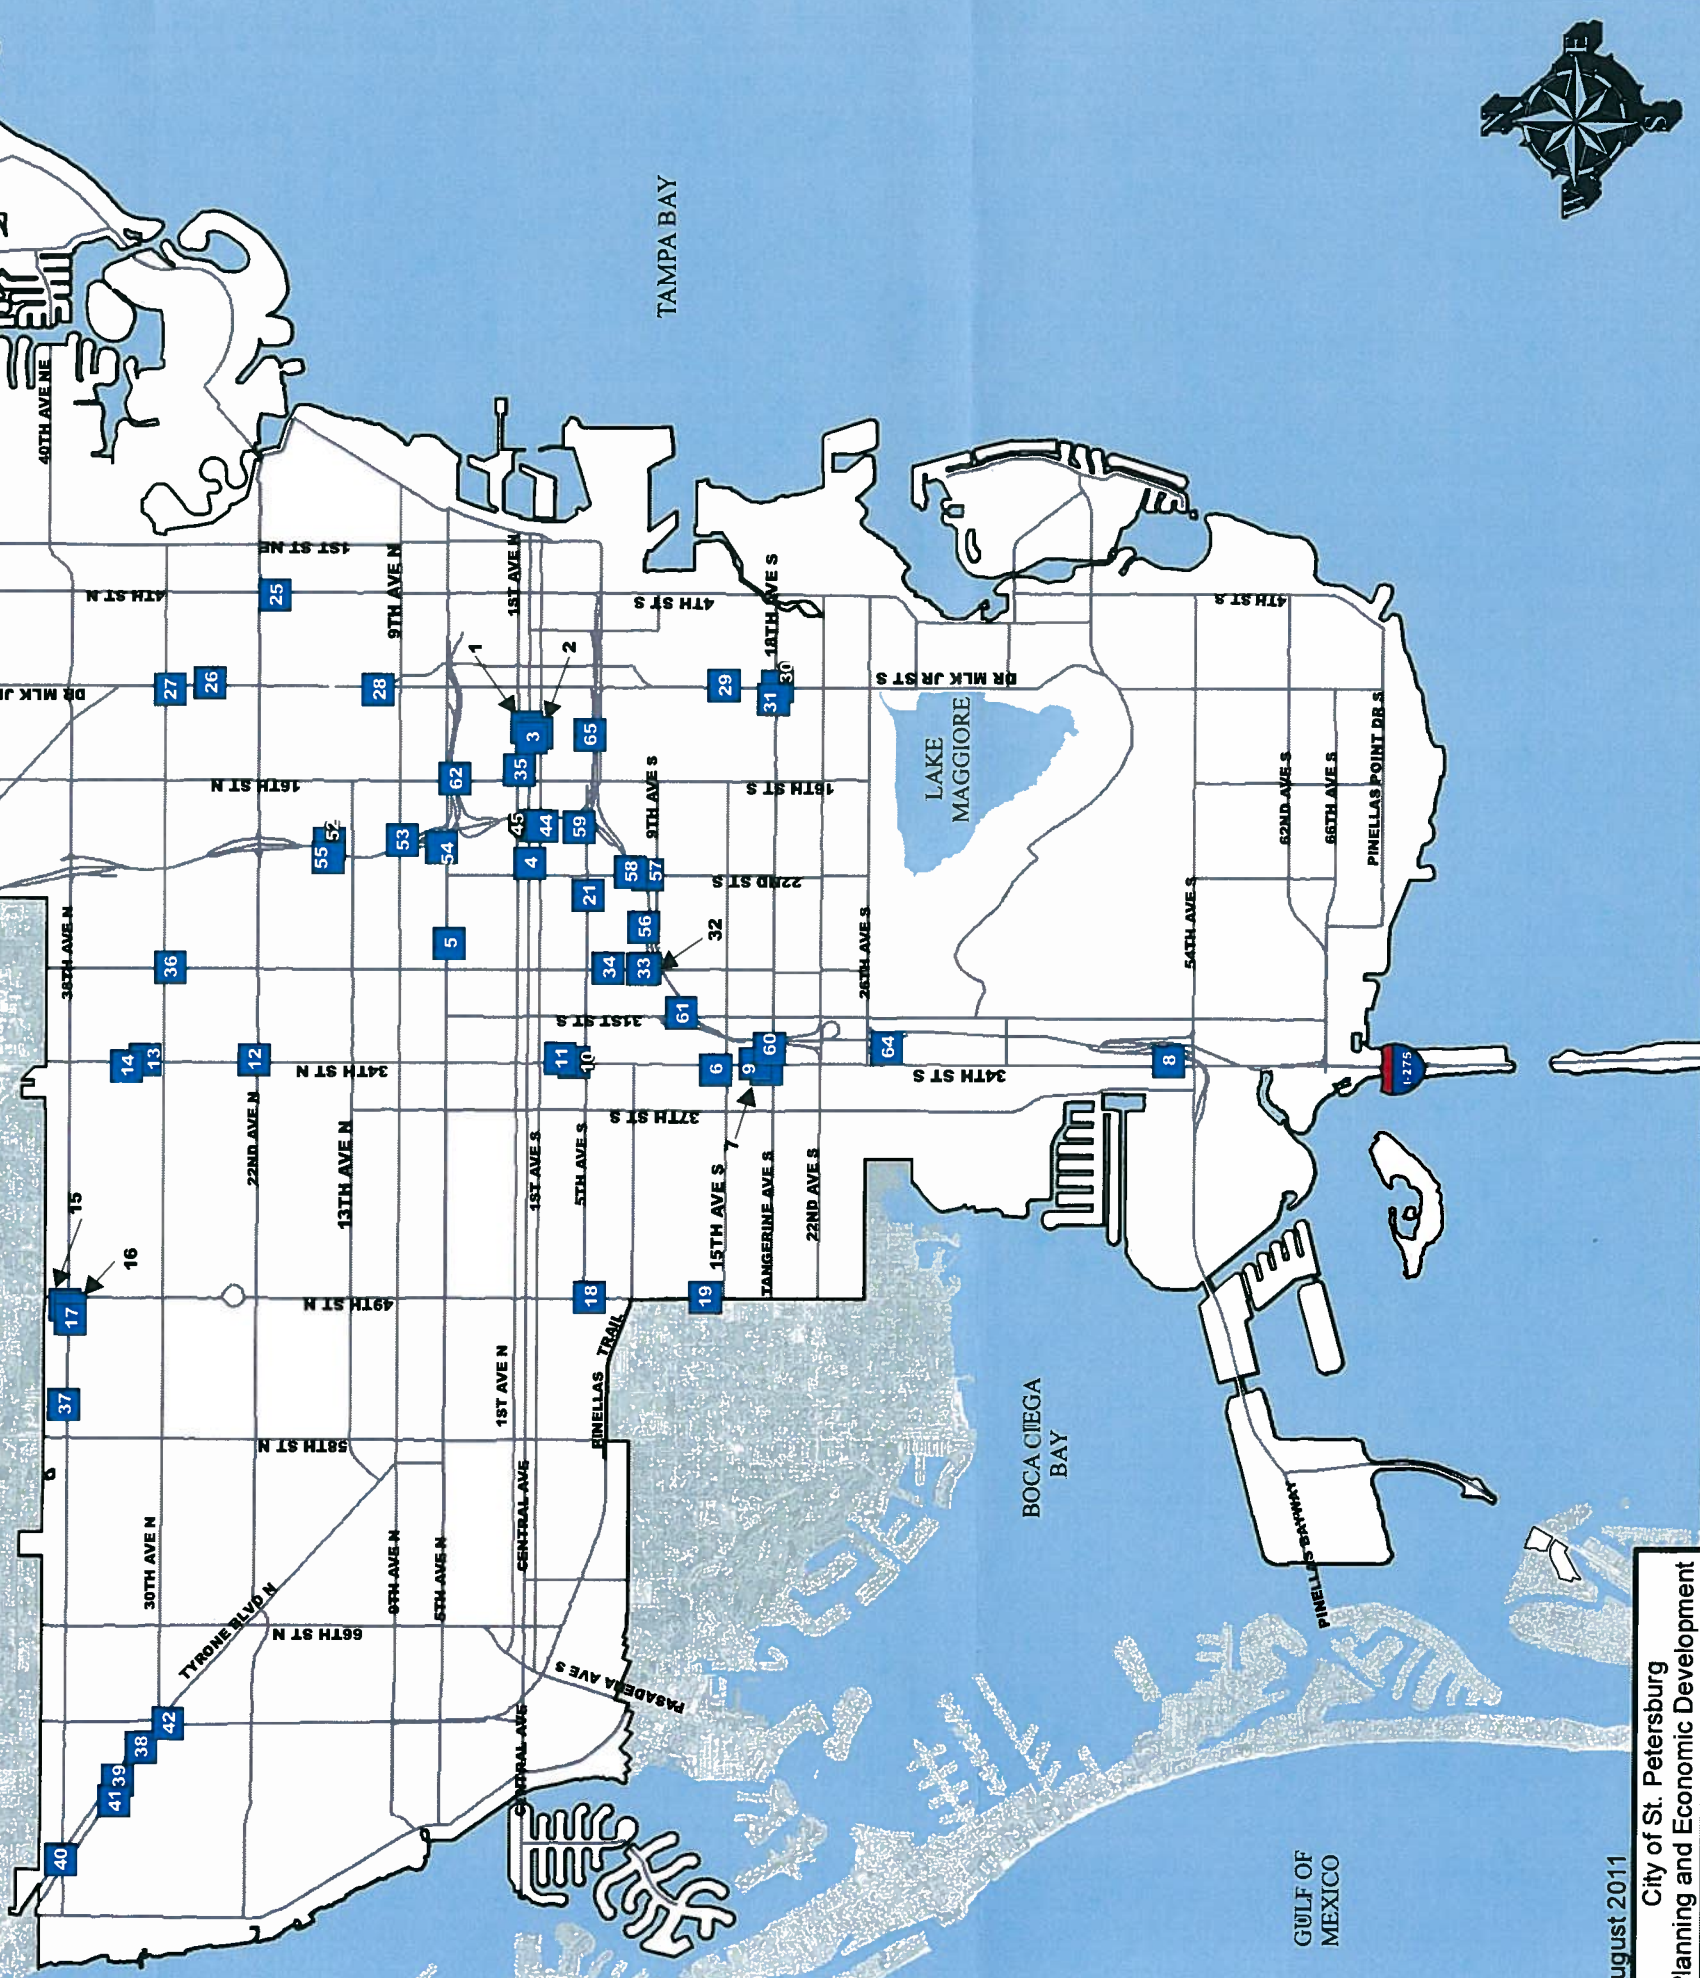 40TH AVE NE
TAMPA BAY
N
E
S
W
1ST ST NE
4TH ST N
25
9TH AVE N
1ST AVE N
4TH ST S
18TH AVE S
4TH ST S
1
2
27
26
28
29
30
31
DR MLK JR ST S
3
35
65
62
16TH ST N
16TH ST S
9TH AVE S
LAKE
MAGGIORE
62ND AVE S
66TH AVE S
PINELLAS POINT DR S
55
52
53
54
45
44
59
4
58
57
21
22ND ST S
5
56
32
38TH AVE N
36
34
33
26TH AVE S
54TH AVE S
61
31ST ST S
14
13
12
34TH ST N
11
10
6
9
60
64
34TH ST S
8
I-275
37TH ST S
7
22ND AVE N
13TH AVE N
1ST AVE S
5TH AVE S
15TH AVE S
TANGERINE AVE S
22ND AVE S
15
16
17
49TH ST N
18
19
PINELLAS TRAIL
37
58TH ST N
1ST AVE N
BOCA CIEGA
BAY
PINELLAS BAYWAY
30TH AVE N
9TH AVE N
5TH AVE N
CENTRAL AVE
TYRONE BLVD N
66TH ST N
PASADENA AVE S
42
38
39
41
40
CENTRAL AVE
GULF OF
MEXICO
ugust 2011
City of St. Petersburg
lanning and Economic Development